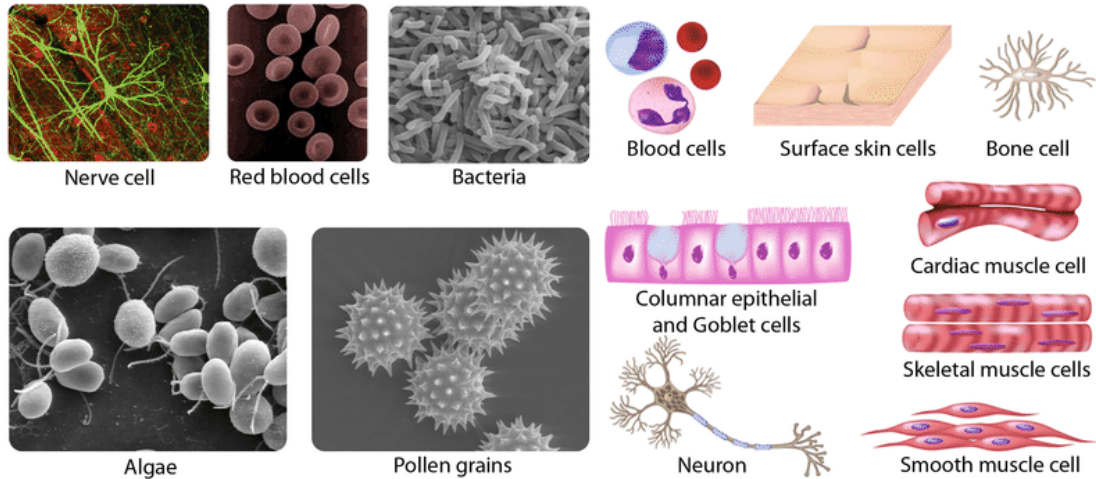 Nerve cell
Red blood cells
Bacteria
Blood cells
Surface skin cells
Bone cell
Columnar epithelial
and Goblet cells
Cardiac muscle cell
Skeletal muscle cells
Algae
Pollen grains
Neuron
Smooth muscle cell